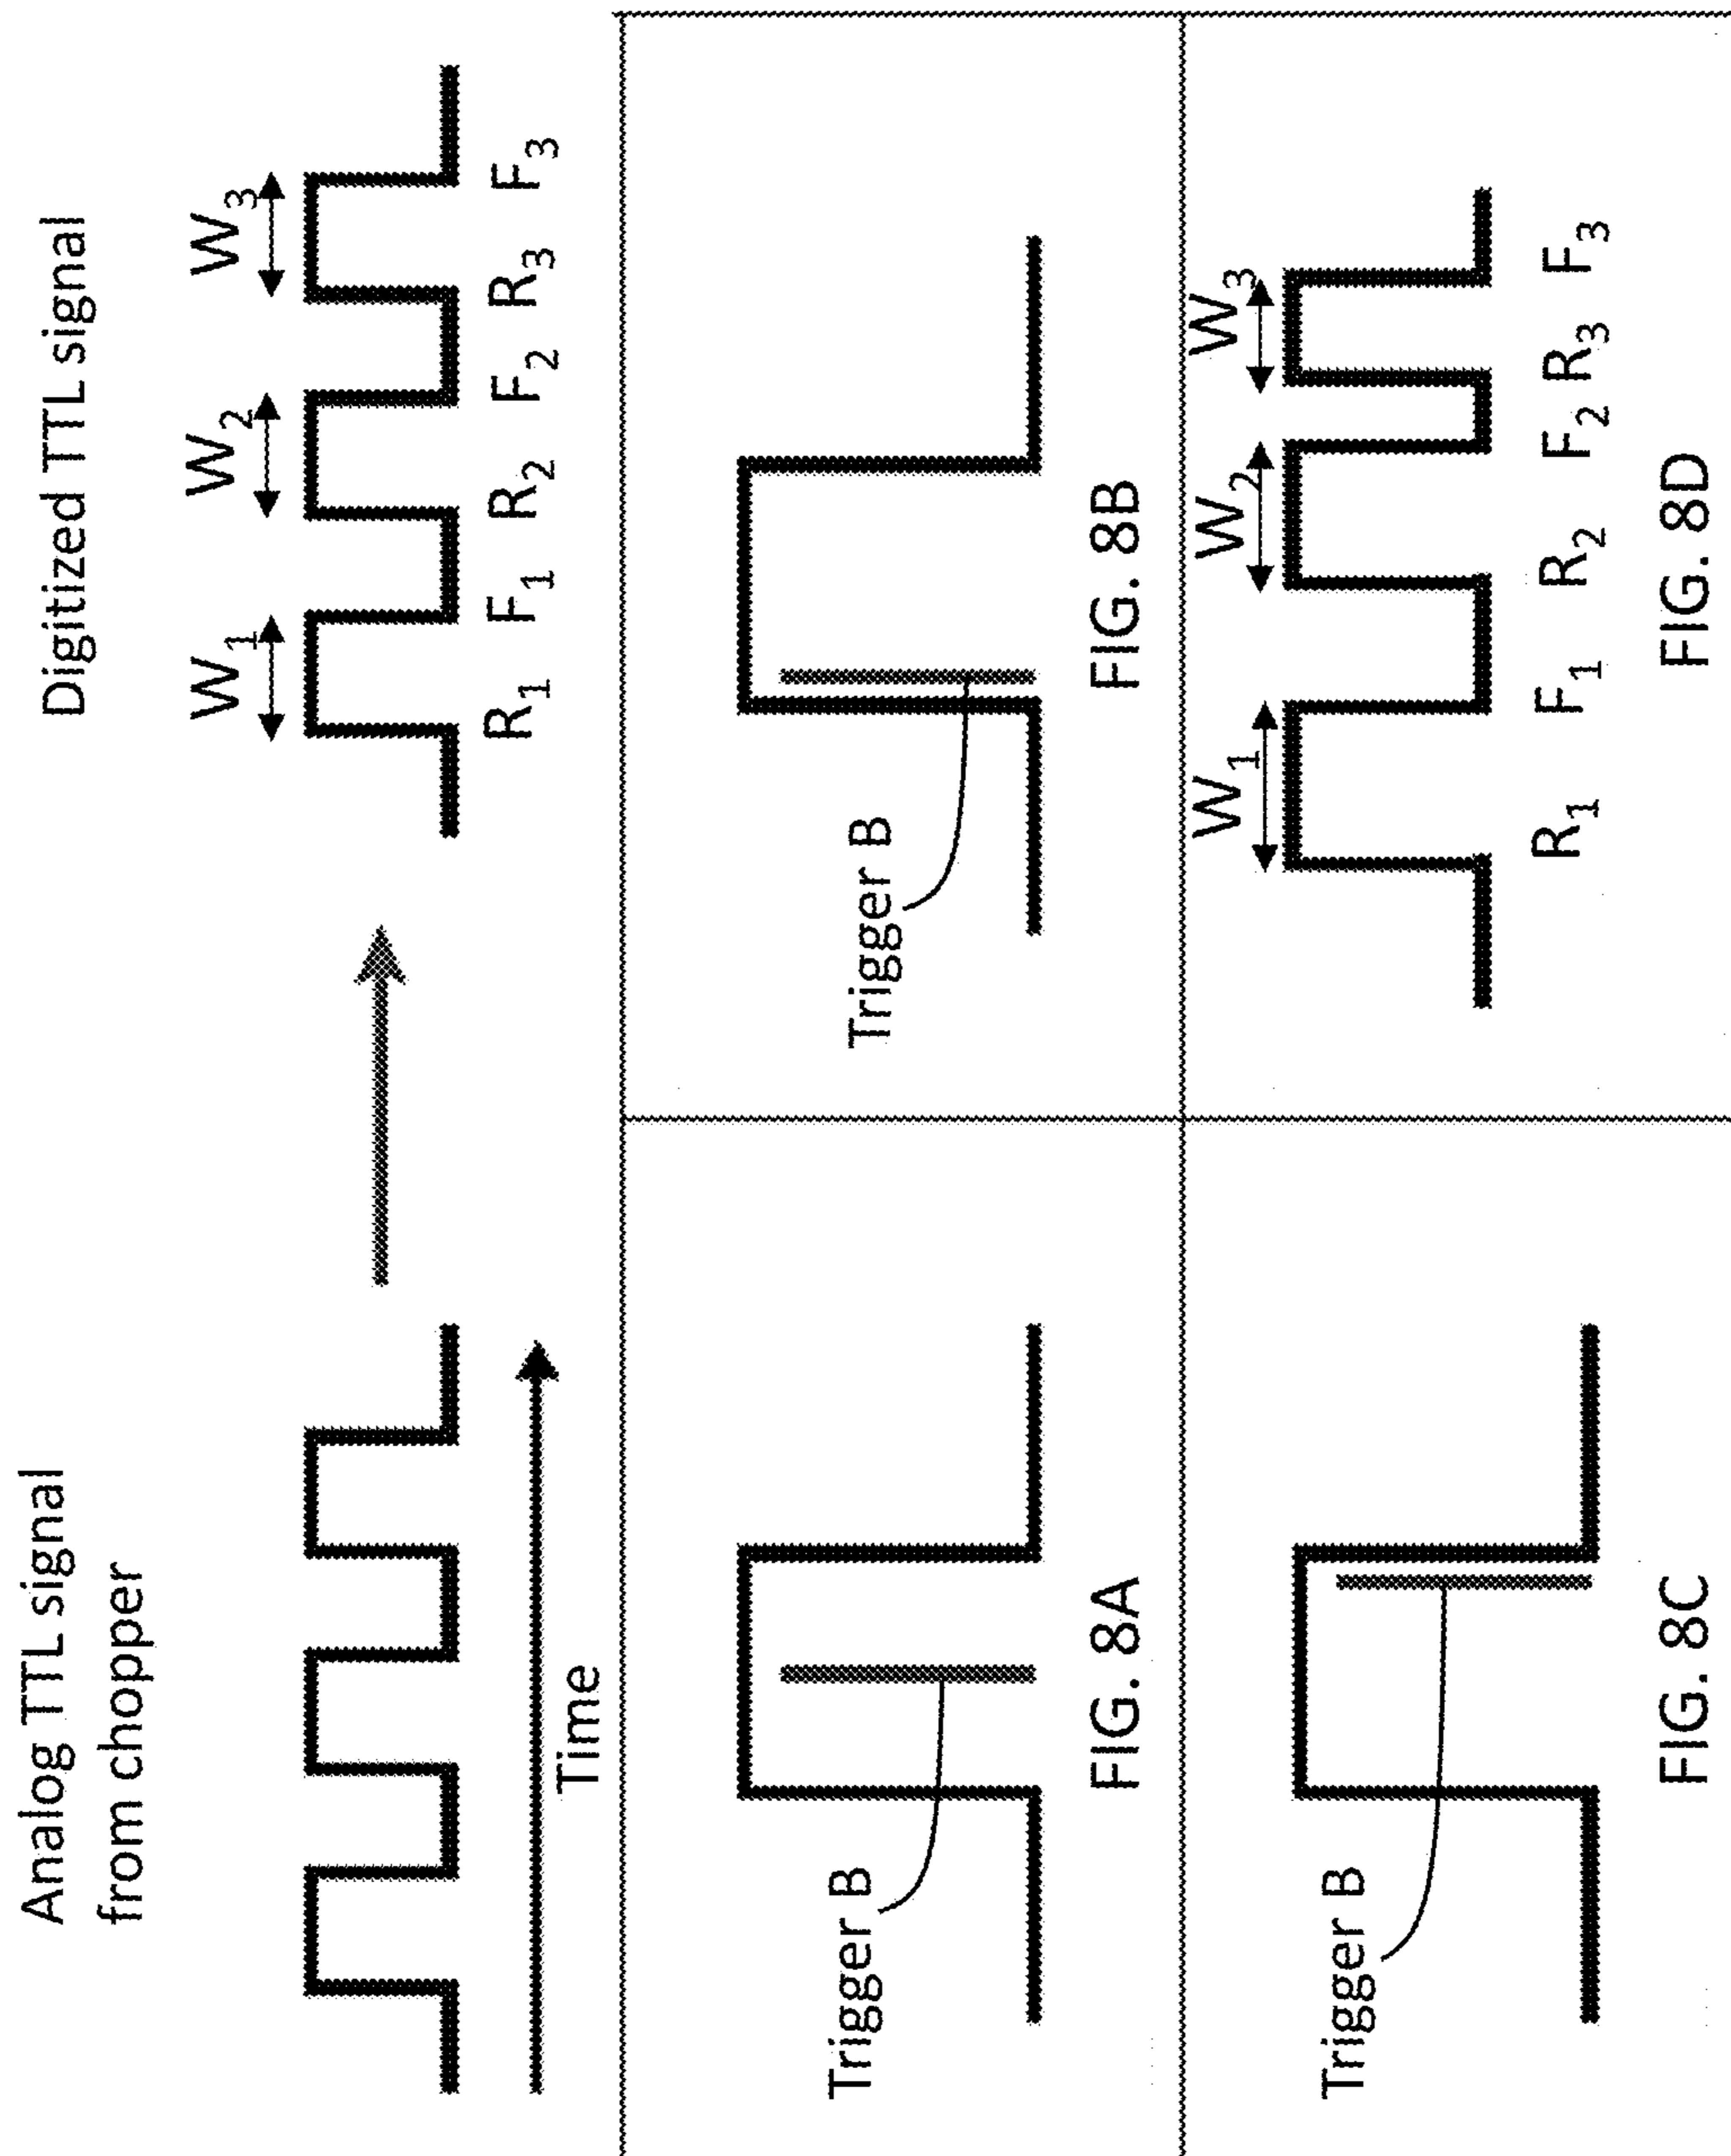 Analog TTL signal
from chopper
Time
Digitized TTL signal
W₁ W₂ W₃
R₁ F₁ R₂ F₂ R₃ F₃
Trigger B
FIG. 8A
Trigger B
FIG. 8B
Trigger B
FIG. 8C
W₁ W₂ W₃
R₁ F₁ R₂ F₂ R₃ F₃
FIG. 8D